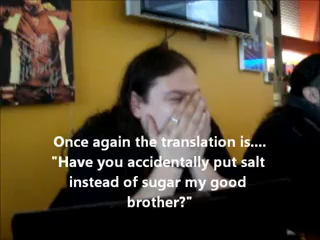 Once again the translation is....
"Have you accidentally put salt
instead of sugar my good
brother?"